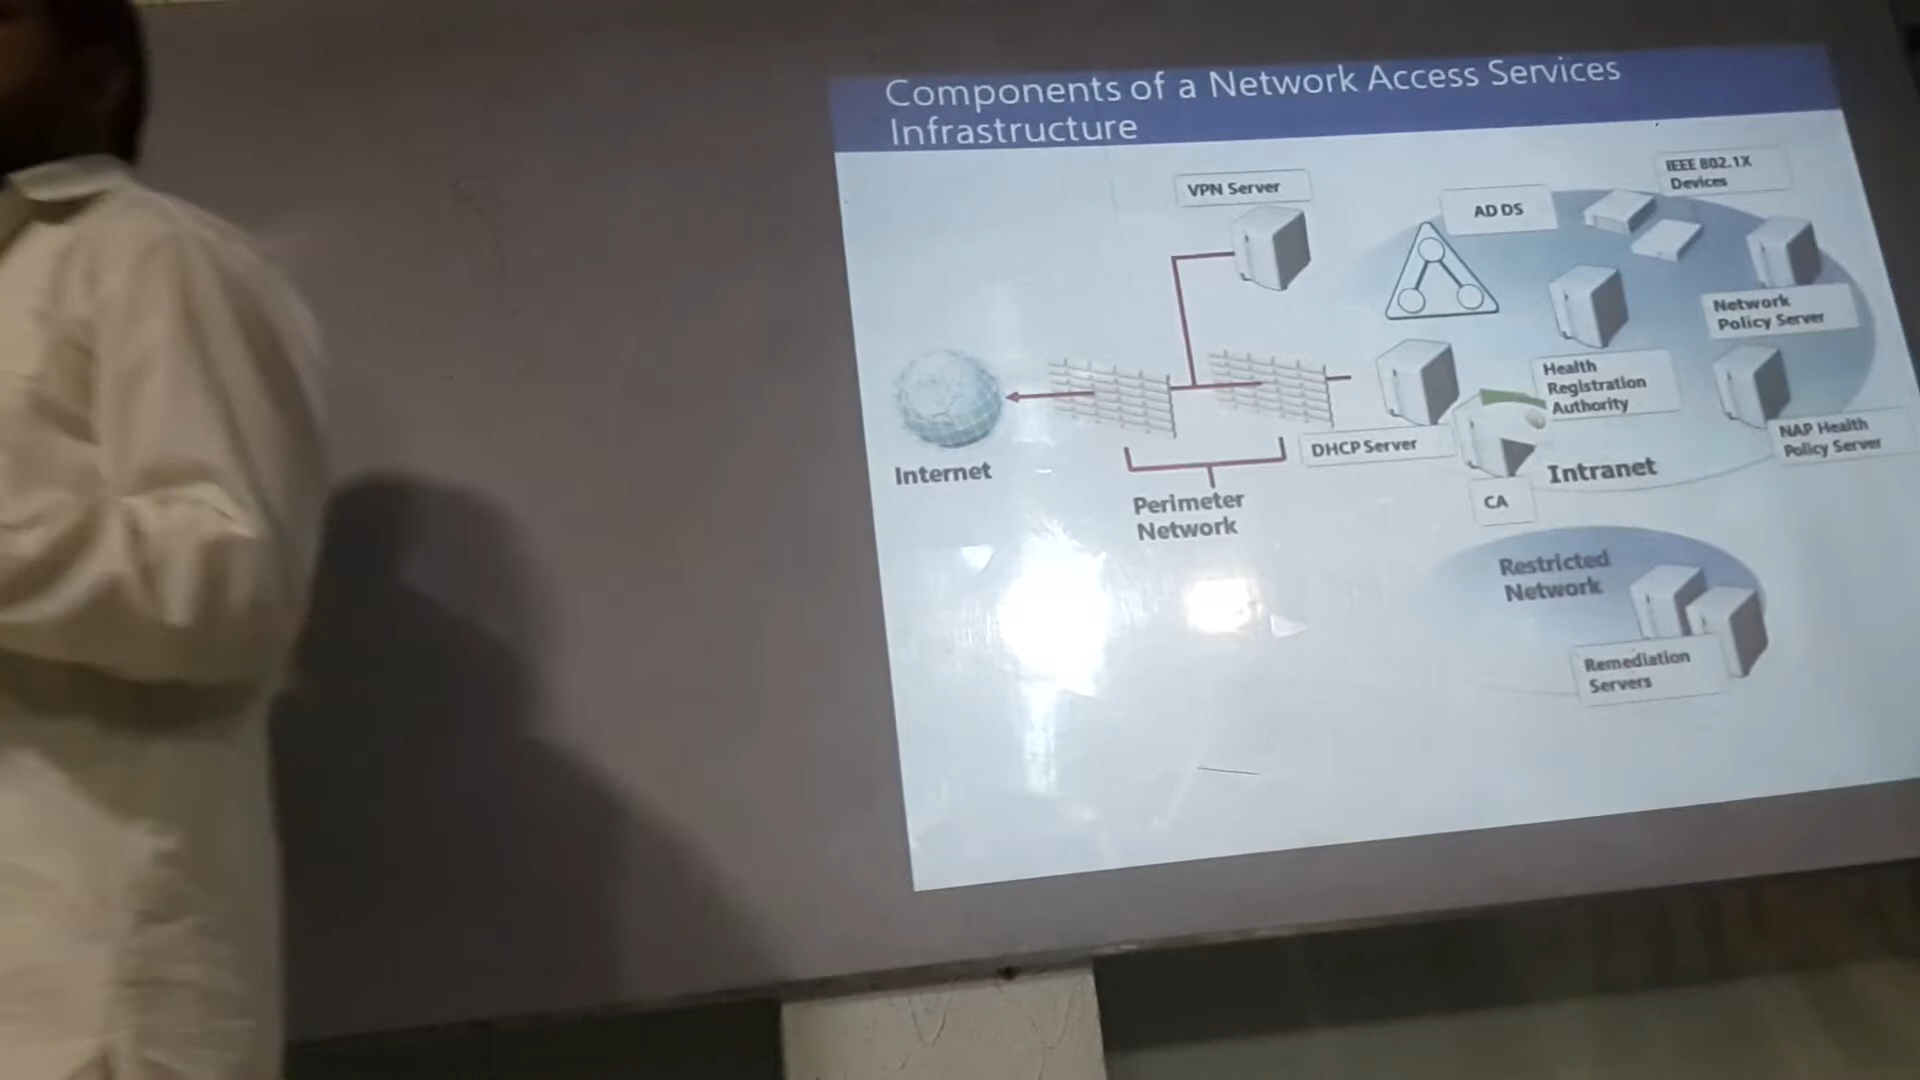 Components of a Network Access Services
Infrastructure
VPN Server
AD DS
IEEE 802.1X
Devices
Network
Policy Server
Health
Registration
Authority
NAP Health
Policy Server
DHCP Server
Intranet
CA
Internet
Perimeter
Network
Restricted
Network
Remediation
Servers